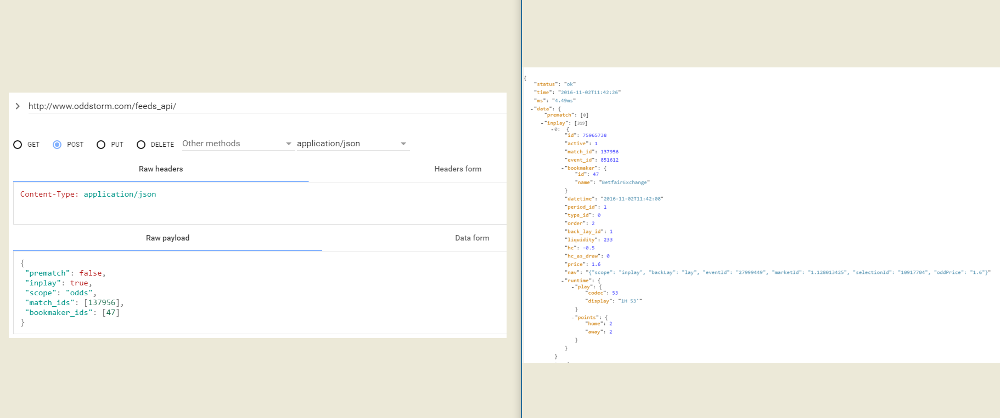 http://www.oddstorm.com/feeds_api/
GET POST PUT DELETE Other methods application/json
Raw headers Headers form
Content-Type: application/json
Raw payload Data form
{
"prematch": false,
"inplay": true,
"scope": "odds",
"match_ids": [137956],
"bookmaker_ids": [47]
}
{
"status": "ok"
"time": "2016-11-02T11:42:26"
"ms": "4.49ms"
-"data": {
"prematch": [0]
-"inplay": [319]
-0: {
"id": 75965738
"active": 1
"match_id": 137956
"event_id": 851612
-"bookmaker": {
"id": 47
"name": "BetfairExchange"
}
"datetime": "2016-11-02T11:42:08"
"period_id": 1
"type_id": 0
"order": 2
"back_lay_id": 1
"liquidity": 233
"hc": -0.5
"hc_as_draw": 0
"price": 1.6
"nav": "{"scope": "inplay", "backLay": "lay", "eventId": "27999449", "marketId": "1.128013425", "selectionId": "10917704", "oddPrice": "1.6"}"
-"runtime": {
-"play": {
"codec": 53
"display": "1H 53'"
}
-"points": {
"home": 2
"away": 2
}
}
}